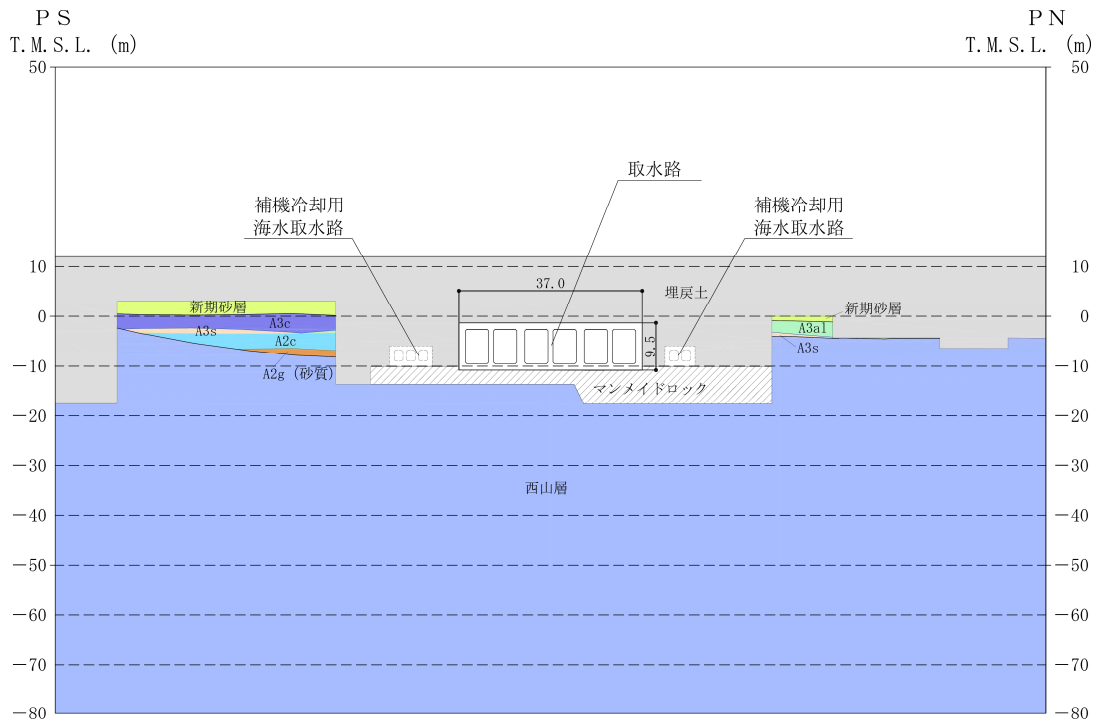 PS
PN
T.M.S.L. (m)
T.M.S.L. (m)
50
50
取水路
補機冷却用
海水取水路
補機冷却用
海水取水路
10
10
37.0
埋戻土
新期砂層
新期砂層
0
0
A3c
A3s
A3al
A2c
9.5
A3s
-10
-10
A2g (砂質)
マンメイドロック
-20
-20
-30
-30
西山層
-40
-40
-50
-50
-60
-60
-70
-70
-80
-80